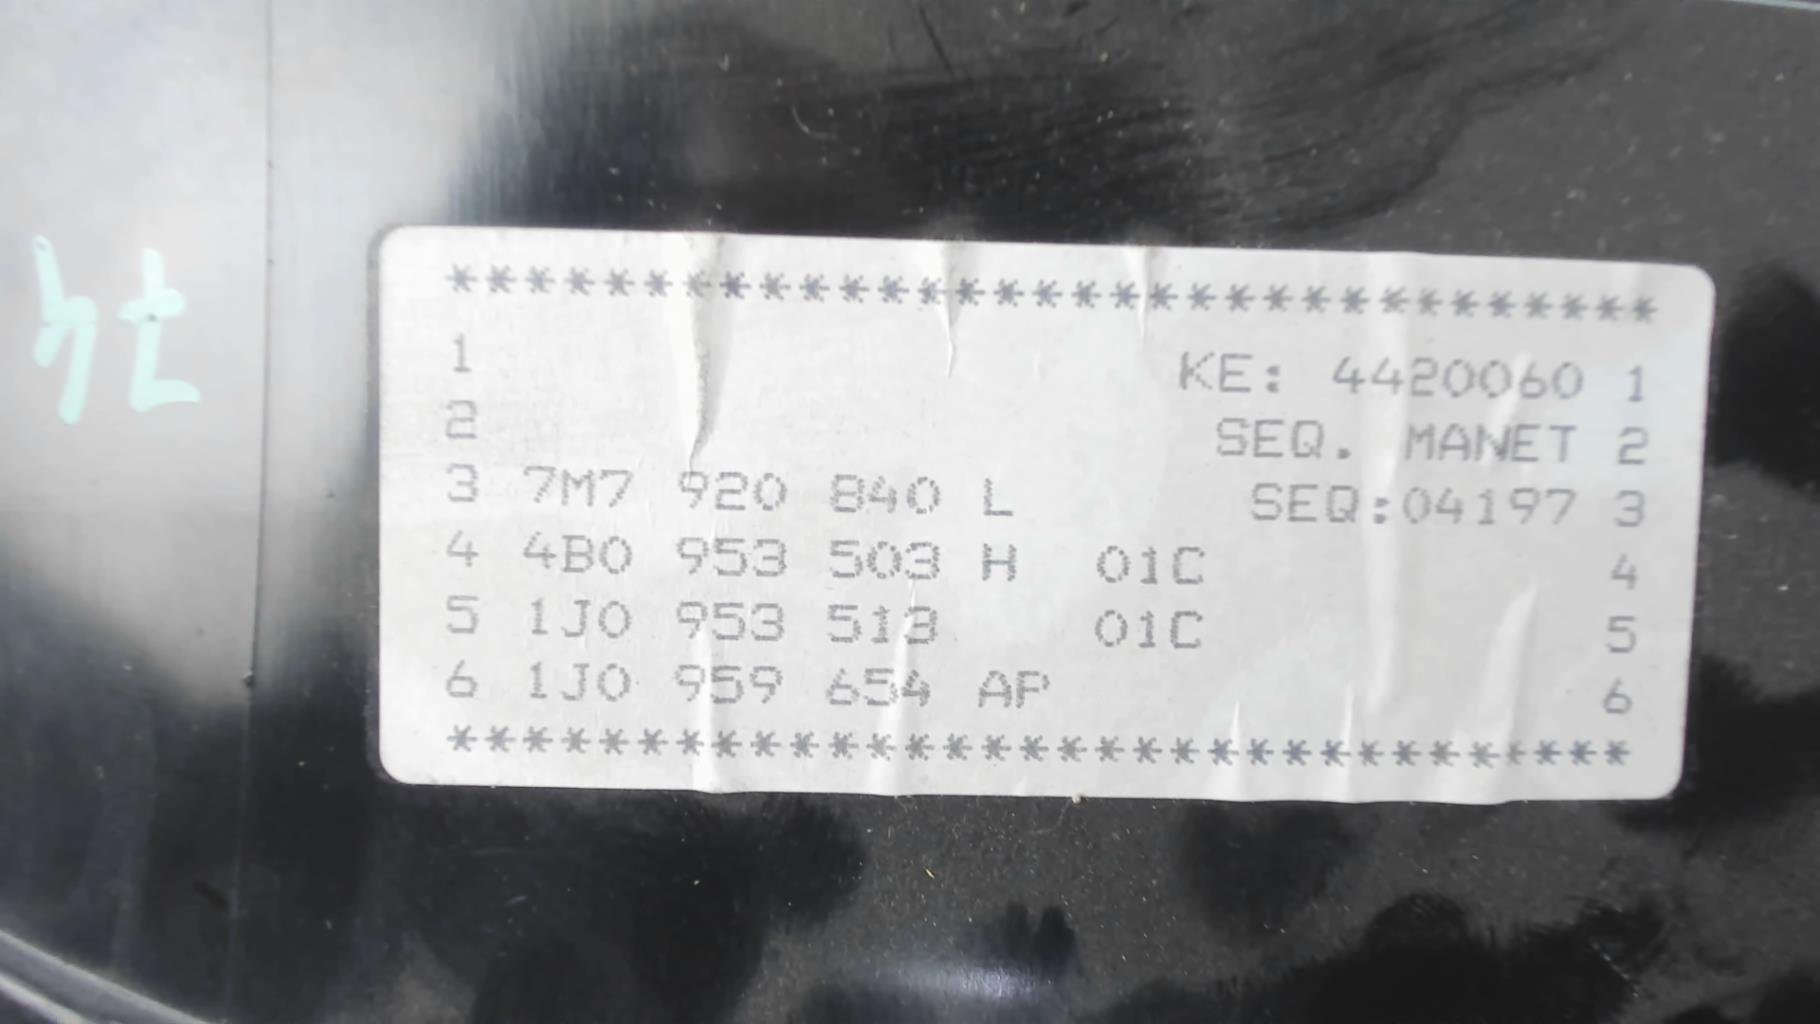 74
********************************
1 KE: 4420060 1
2 SEQ. MANET 2
3 7M7 920 840 L SEQ:04197 3
4 4B0 953 503 H 01C 4
5 1J0 953 513 01C 5
6 1J0 959 654 AP 6
********************************